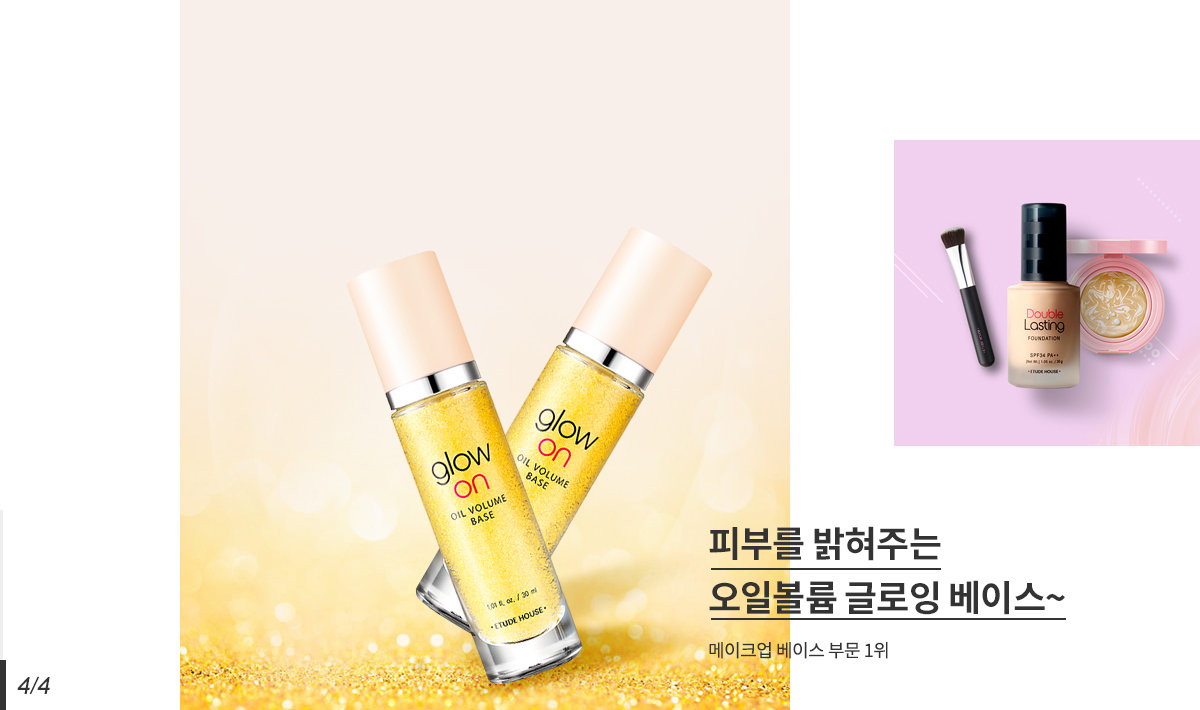 glow
on
OIL VOLUME
BASE
1.01 fl. oz. / 30 ml
• ETUDE HOUSE •
glow
on
OIL VOLUME
BASE
Double
Lasting
FOUNDATION
SPF34 PA++
• ETUDE HOUSE •
피부를 밝혀주는
오일볼륨 글로잉 베이스~
메이크업 베이스 부문 1위
4/4